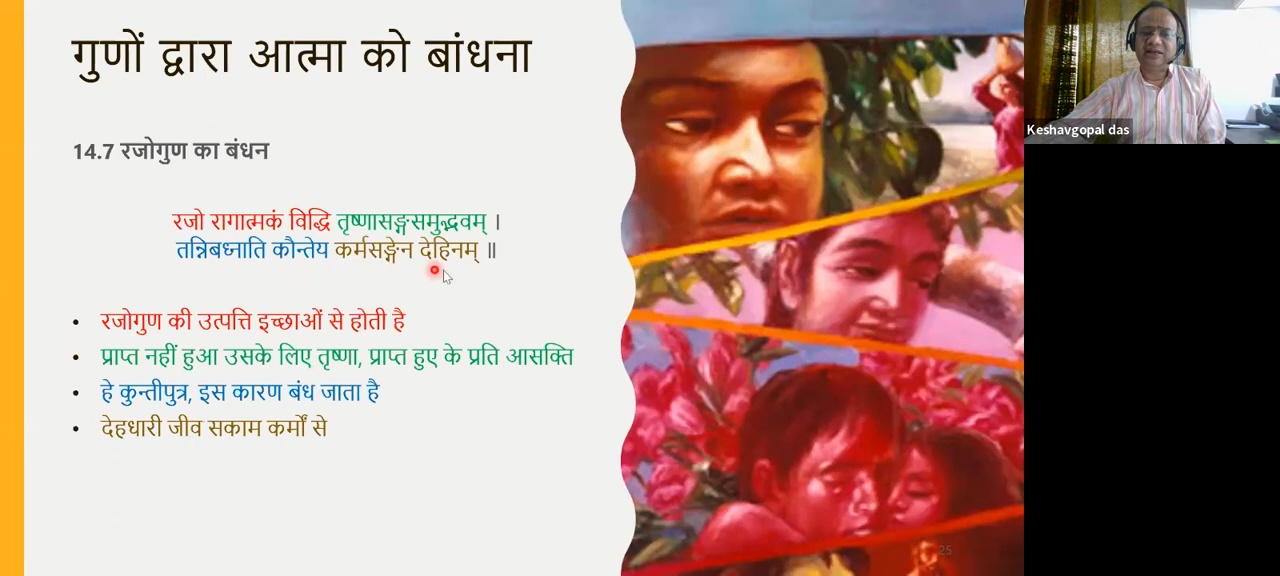 गुणों द्वारा आत्मा को बांधना
14.7 रजोगुण का बंधन
रजो रागात्मकं विद्धि तृष्णासङ्गसमुद्भवम् ।
तन्निबध्नाति कौन्तेय कर्मसङ्गेन देहिनम् ॥
• रजोगुण की उत्पत्ति इच्छाओं से होती है
• प्राप्त नहीं हुआ उसके लिए तृष्णा, प्राप्त हुए के प्रति आसक्ति
• हे कुन्तीपुत्र, इस कारण बंध जाता है
• देहधारी जीव सकाम कर्मों से
25
Keshavgopal das